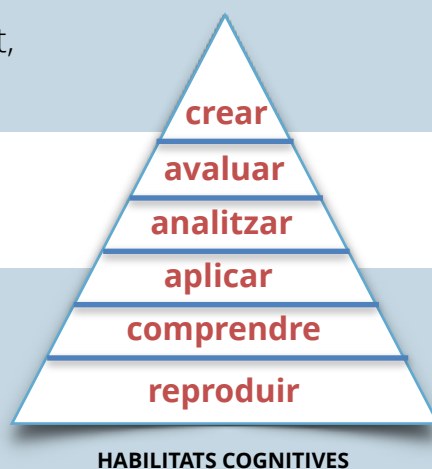 crear
avaluar
analitzar
aplicar
comprendre
reproduir
HABILITATS COGNITIVES